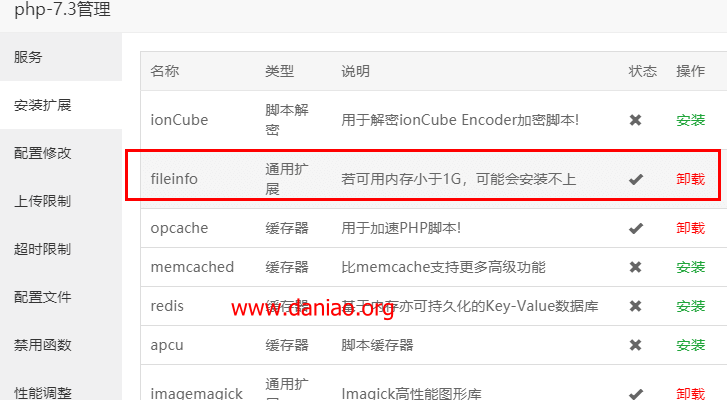 php-7.3管理
服务
安装扩展
配置修改
上传限制
超时限制
配置文件
禁用函数
性能调整
名称 类型 说明 状态 操作
ionCube 脚本解密 用于解密ionCube Encoder加密脚本! 安装
fileinfo 通用扩展 若可用内存小于1G，可能会安装不上 卸载
opcache 缓存器 用于加速PHP脚本! 卸载
memcached 缓存器 比memcache支持更多高级功能 安装
redis 缓存器 基于内存亦可持久化的Key-Value数据库 安装
www.daniao.org
apcu 缓存器 脚本缓存器 安装
imagemagick 通用扩展 Imagick高性能图形库 卸载